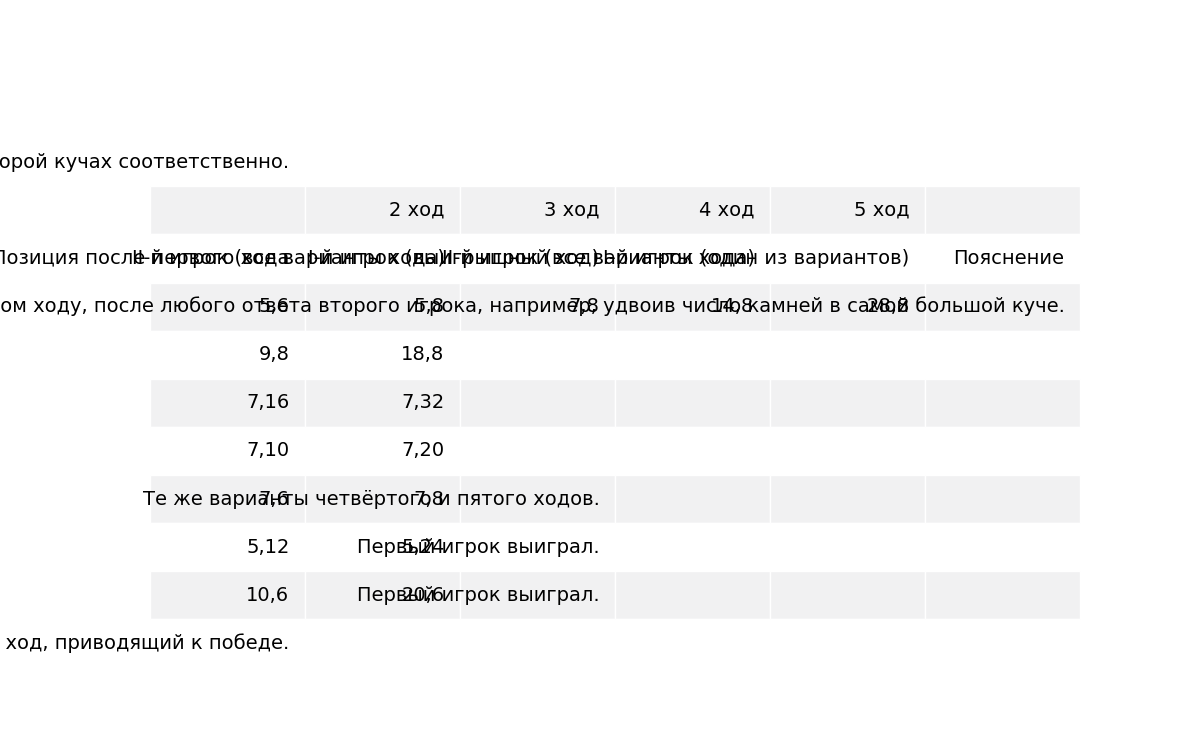 орой кучах соответственно.
2 ход 3 ход 4 ход 5 ход
Позиция после первого хода II-й игрок (все варианты хода) I-й игрок (выигрышный ход) II-й игрок (все варианты хода) I-й игрок (один из вариантов) Пояснение
5,6 5,8 7,8 14,8 28,8 ом ходу, после любого ответа второго игрока, например, удвоив число камней в самой большой куче.
9,8 18,8
7,16 7,32
7,10 7,20
7,6 7,8 Те же варианты четвёртого и пятого ходов.
5,12 5,24 Первый игрок выиграл.
10,6 20,6 Первый игрок выиграл.
ход, приводящий к победе.